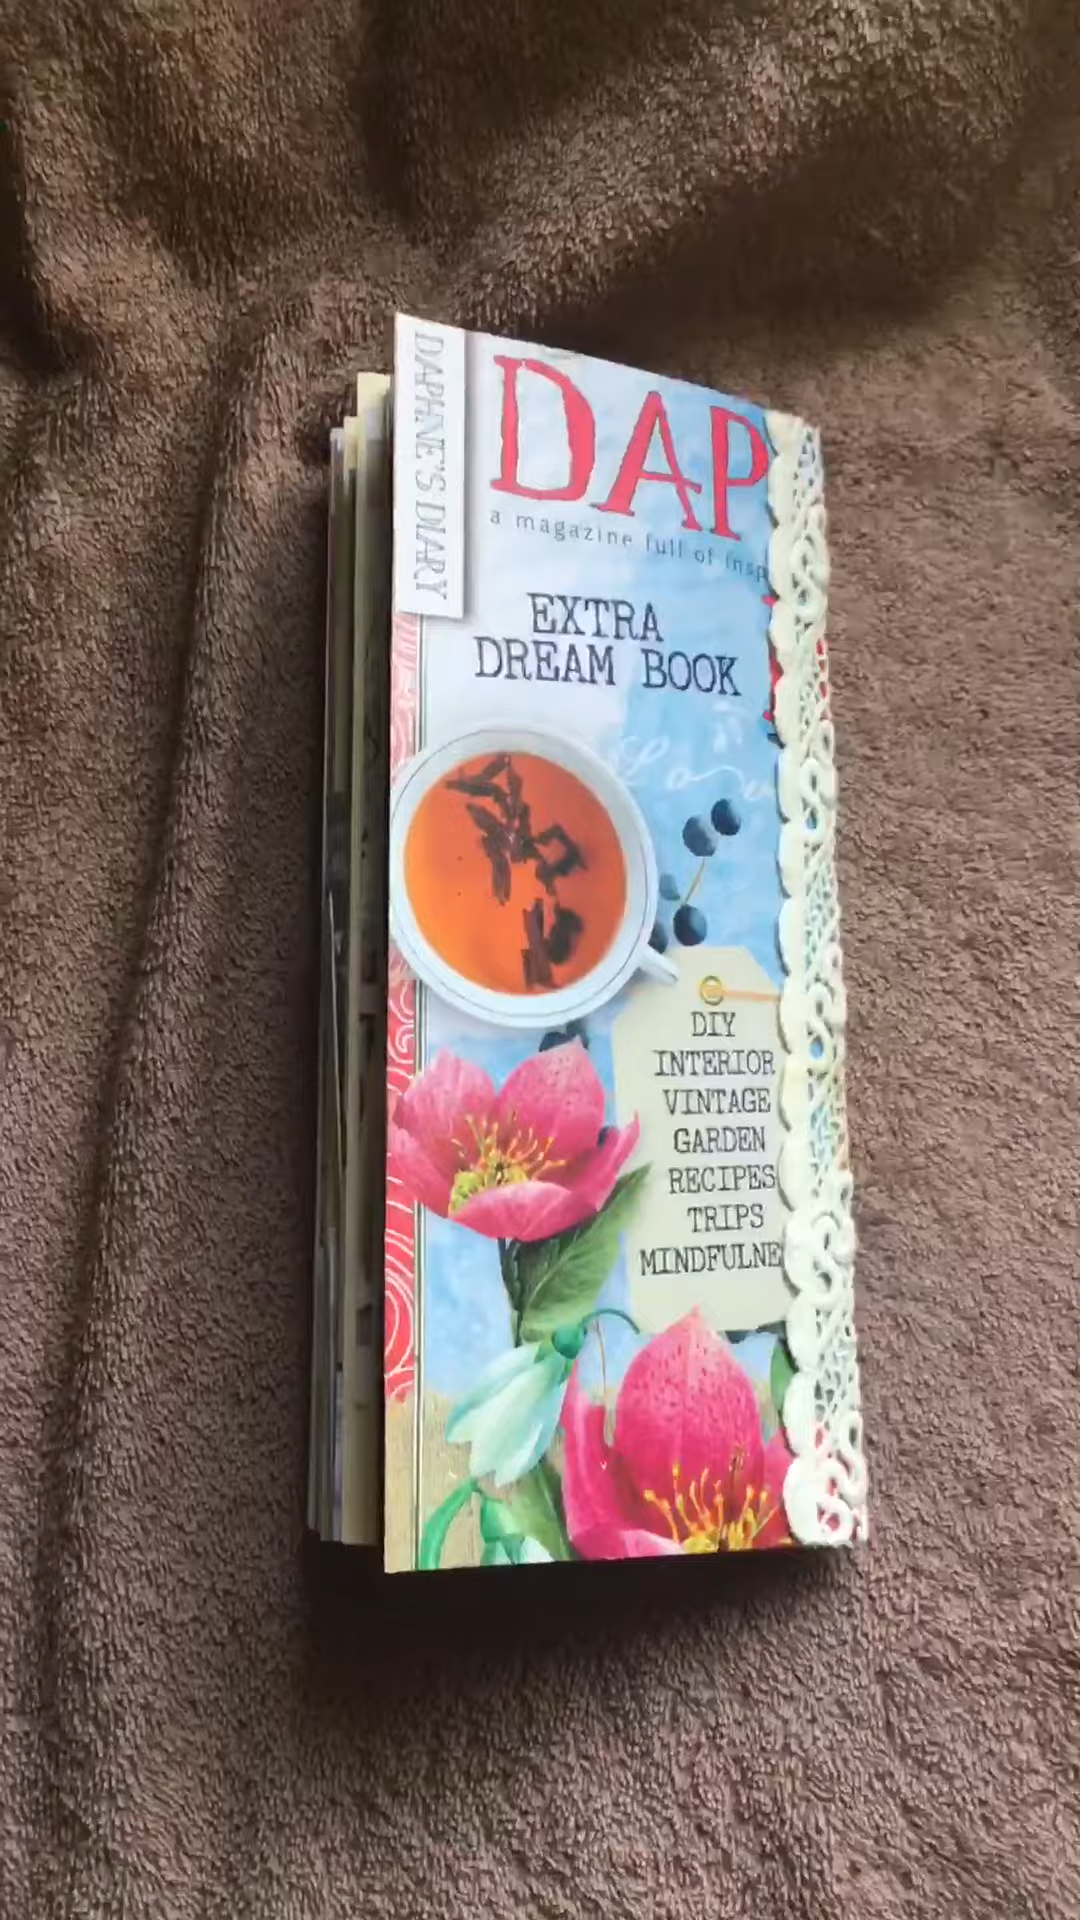 DAPHNE'S DIARY
DAP
a magazine full of insp
EXTRA
DREAM BOOK
DIY
INTERIOR
VINTAGE
GARDEN
RECIPES
TRIPS
MINDFULNE